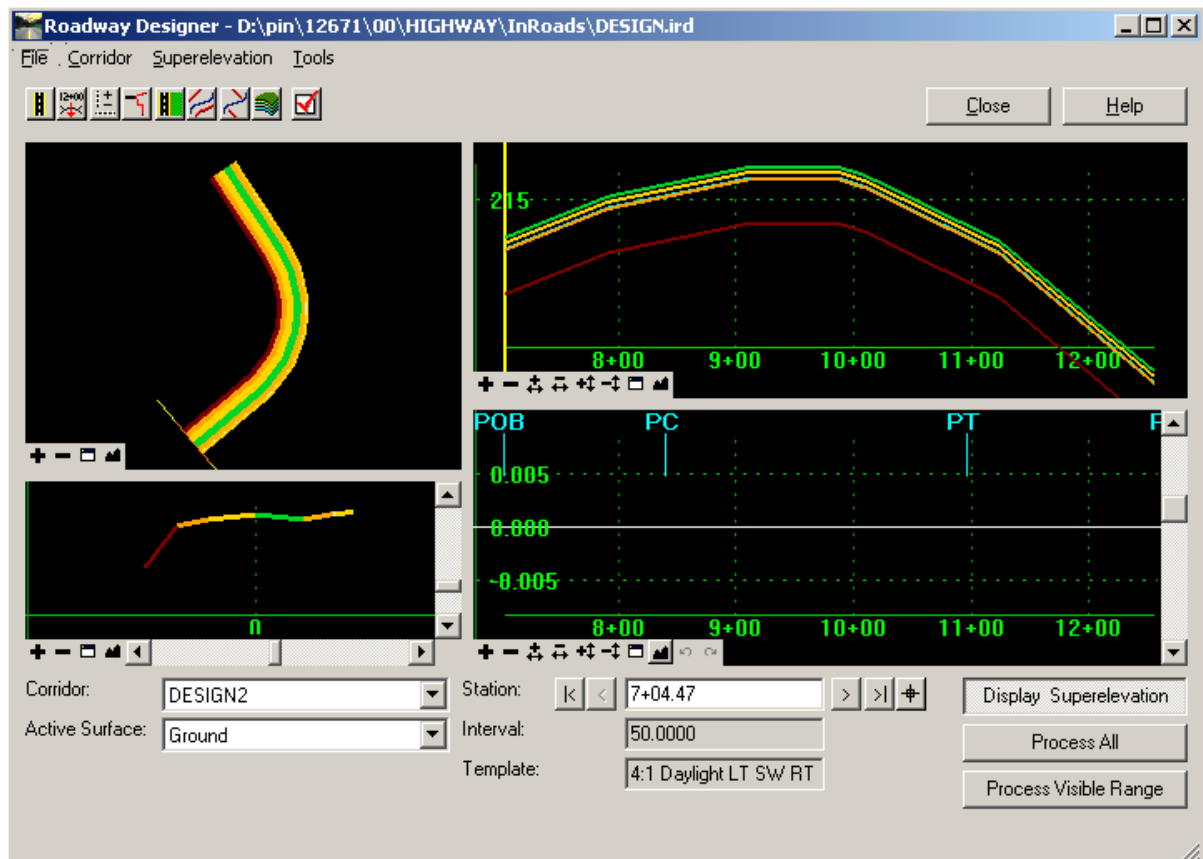 Roadway Designer - D:\pin\12671\00\HIGHWAY\InRoads\DESIGN.ird
File Corridor Superelevation Tools
12+00
Close Help
215
8+00 9+00 10+00 11+00 12+00
POB PC PT
0.005
0.000
-0.005
8+00 9+00 10+00 11+00 12+00
Corridor: DESIGN2
Station: 7+04.47
Display Superelevation
Active Surface: Ground
Interval: 50.0000
Process All
Template: 4:1 Daylight LT SW RT
Process Visible Range